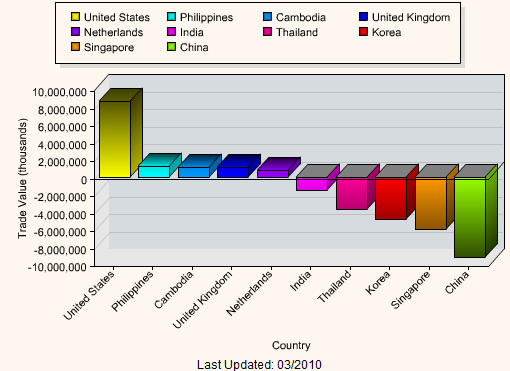 United States Philippines Cambodia United Kingdom
Netherlands India Thailand Korea
Singapore China
Trade Value (thousands)
10,000,000
8,000,000
6,000,000
4,000,000
2,000,000
0
-2,000,000
-4,000,000
-6,000,000
-8,000,000
-10,000,000
United States
Philippines
Cambodia
United Kingdom
Netherlands
India
Thailand
Korea
Singapore
China
Country
Last Updated: 03/2010